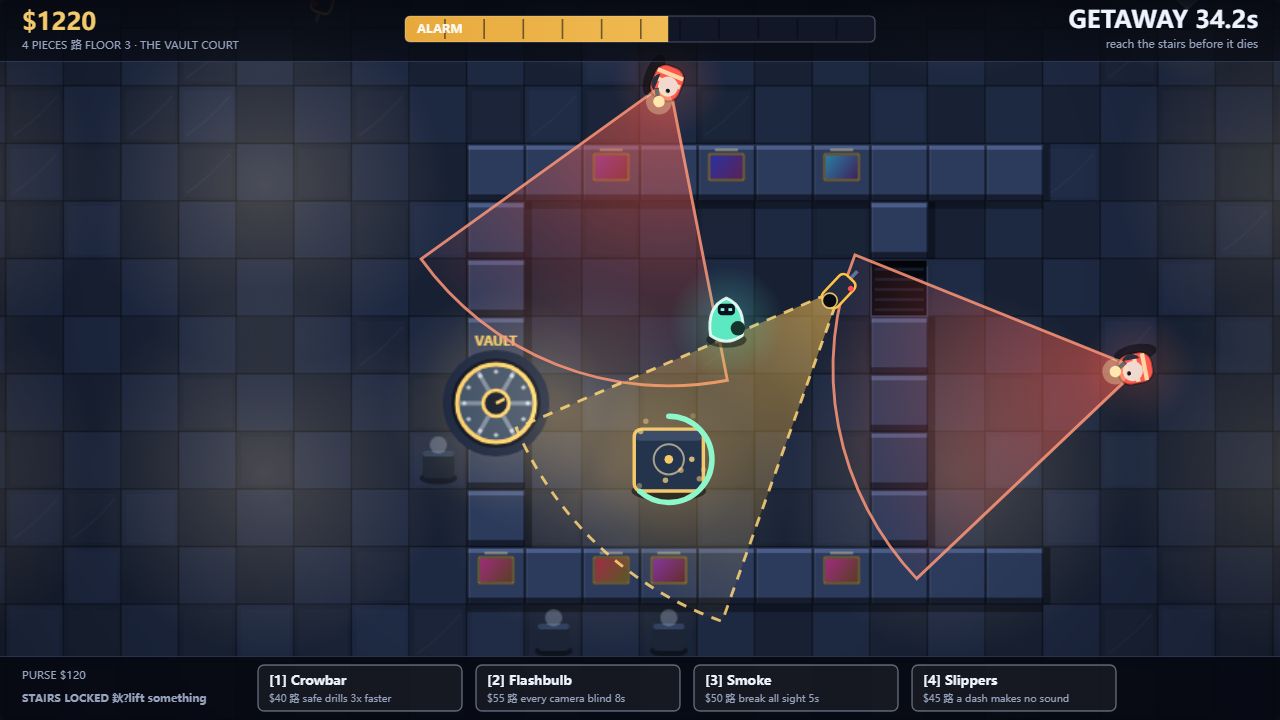 $1220
4 PIECES 路 FLOOR 3 · THE VAULT COURT
ALARM
GETAWAY 34.2s
reach the stairs before it dies
VAULT
PURSE $120
STAIRS LOCKED 欥?lift something
[1] Crowbar
$40 路 safe drills 3x faster
[2] Flashbulb
$55 路 every camera blind 8s
[3] Smoke
$50 路 break all sight 5s
[4] Slippers
$45 路 a dash makes no sound